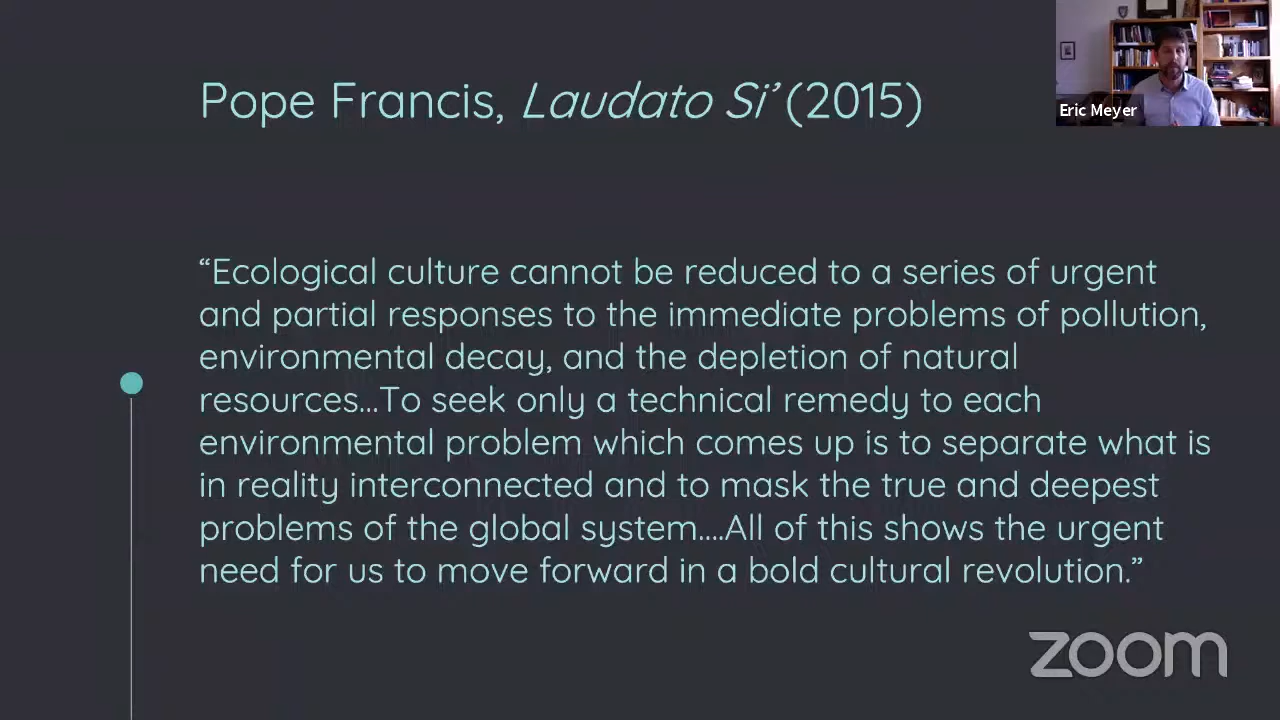 Pope Francis, Laudato Si’ (2015)
Eric Meyer
“Ecological culture cannot be reduced to a series of urgent
and partial responses to the immediate problems of pollution,
environmental decay, and the depletion of natural
resources...To seek only a technical remedy to each
environmental problem which comes up is to separate what is
in reality interconnected and to mask the true and deepest
problems of the global system....All of this shows the urgent
need for us to move forward in a bold cultural revolution.”
zoom